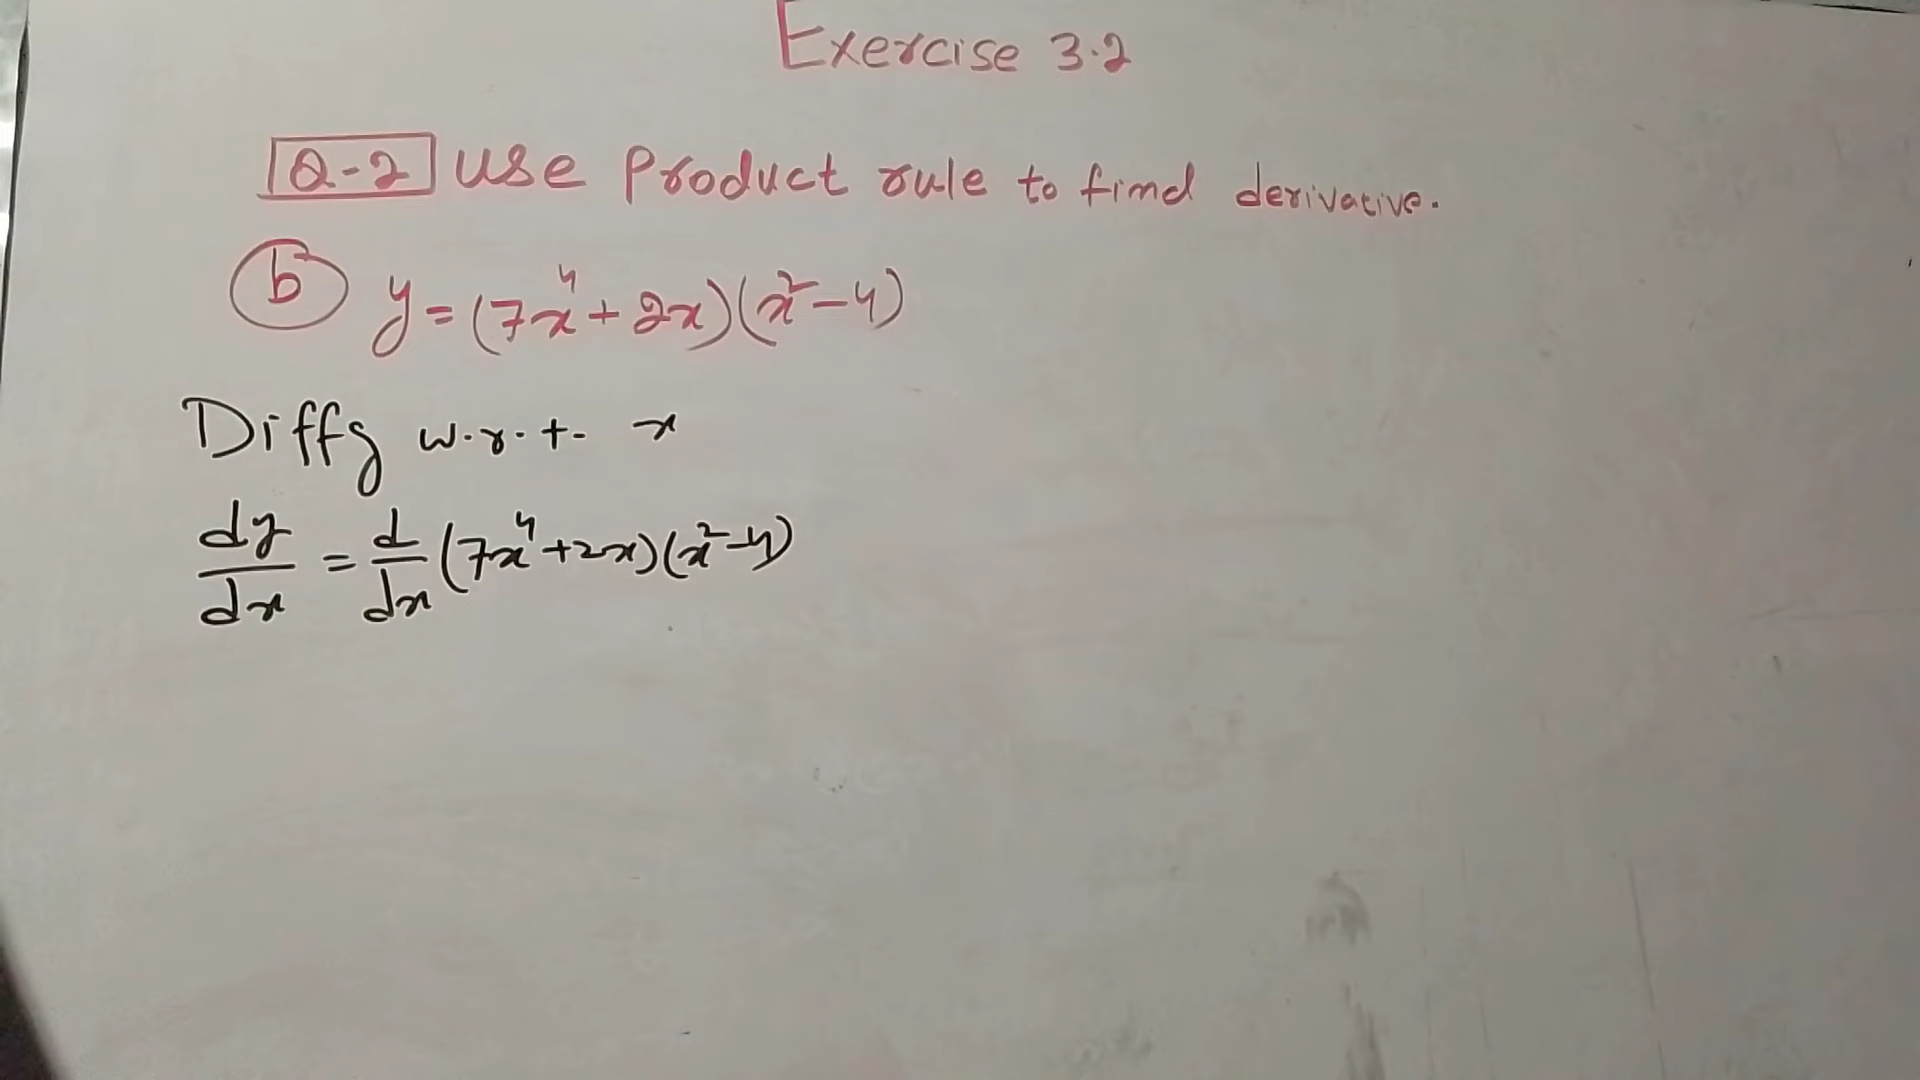 Exercise 3.2
Q-2 Use Product rule to find derivative.
b y = (7x⁴ + 2x)(x² - 4)
Diffg w.r.t. x
dy/dx = d/dx (7x⁴ + 2x)(x² - 4)